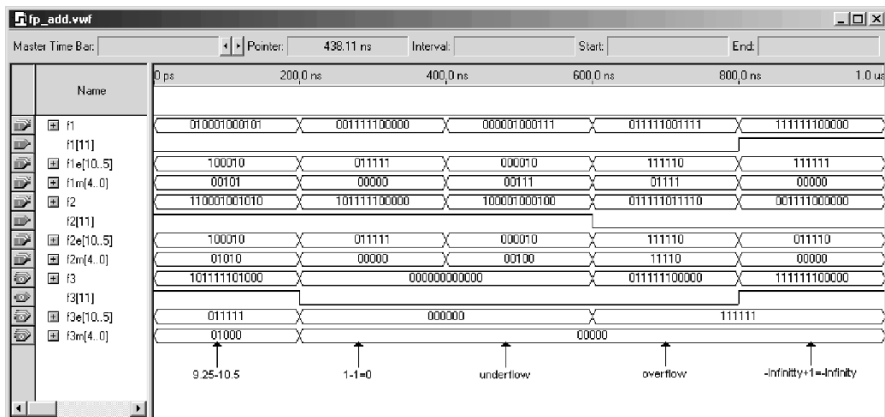 fp_add.vwf
Master Time Bar: Pointer: 438.11 ns Interval: Start: End:
Name 0 ps 200.0 ns 400.0 ns 600.0 ns 800.0 ns 1.0 us
f1 010001000101 001111100000 000001000111 011111001111 111111100000
f1[11]
f1e[10..5] 100010 011111 000010 111110 111111
f1m[4..0] 00101 00000 00111 01111 00000
f2 110001001010 101111100000 100001000100 011111011110 001111000000
f2[11]
f2e[10..5] 100010 011111 000010 111110 011110
f2m[4..0] 01010 00000 00100 11110 00000
f3 101111101000 000000000000 011111100000 111111100000
f3[11]
f3e[10..5] 011111 000000 111111
f3m[4..0] 01000 00000
9.25-10.5 1-1=0 underflow overflow -infinitty+1=-infinity